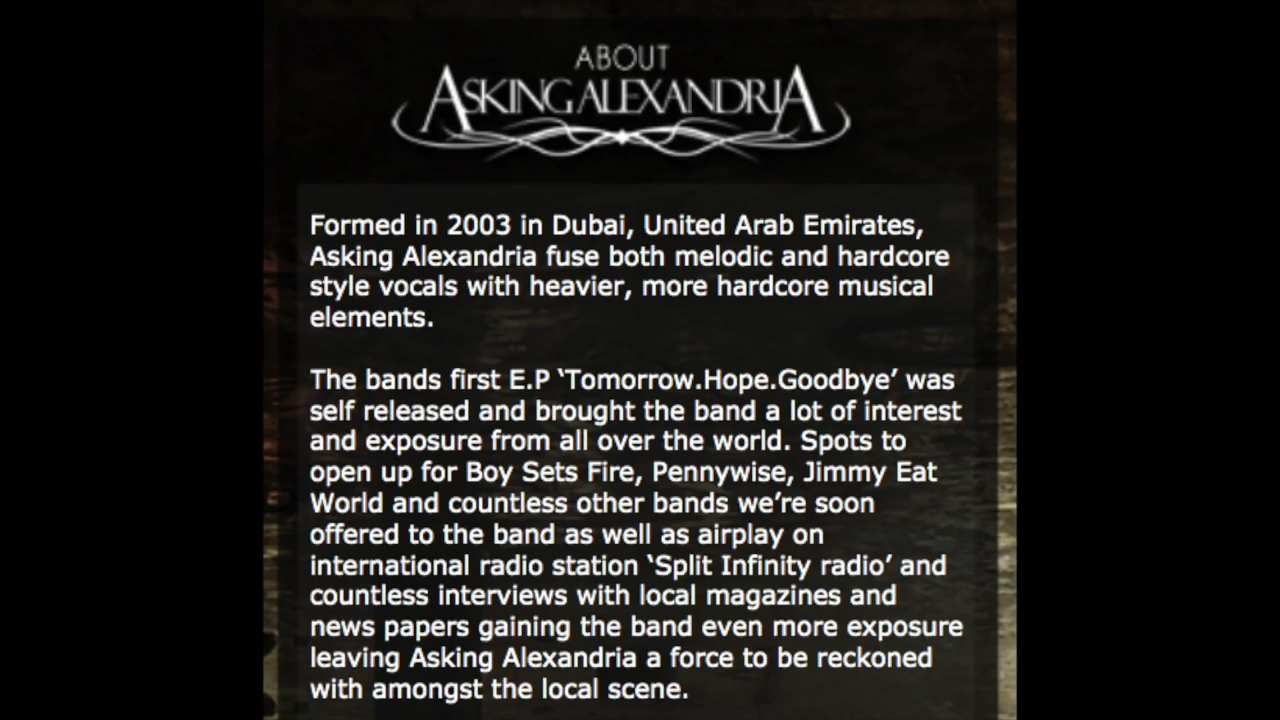 ABOUT
ASKING ALEXANDRIA
Formed in 2003 in Dubai, United Arab Emirates,
Asking Alexandria fuse both melodic and hardcore
style vocals with heavier, more hardcore musical
elements.
The bands first E.P ‘Tomorrow.Hope.Goodbye’ was
self released and brought the band a lot of interest
and exposure from all over the world. Spots to
open up for Boy Sets Fire, Pennywise, Jimmy Eat
World and countless other bands we’re soon
offered to the band as well as airplay on
international radio station ‘Split Infinity radio’ and
countless interviews with local magazines and
news papers gaining the band even more exposure
leaving Asking Alexandria a force to be reckoned
with amongst the local scene.